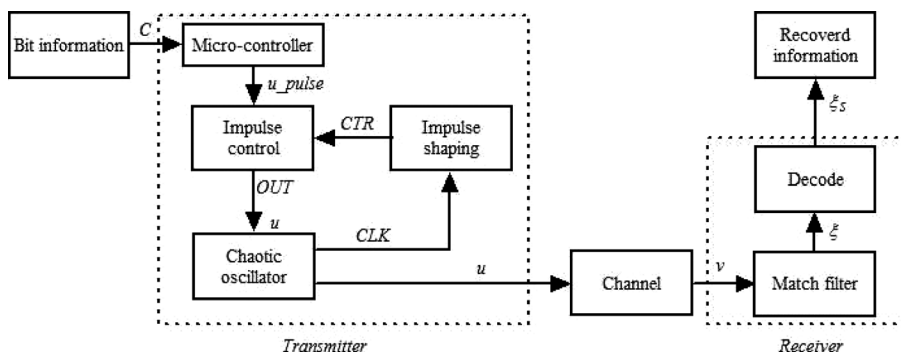 Bit information
C
Micro-controller
u_pulse
Impulse
control
CTR
Impulse
shaping
OUT
u
Chaotic
oscillator
CLK
u
Channel
v
Match filter
ξ
Decode
ξS
Recoverd
information
Transmitter
Receiver